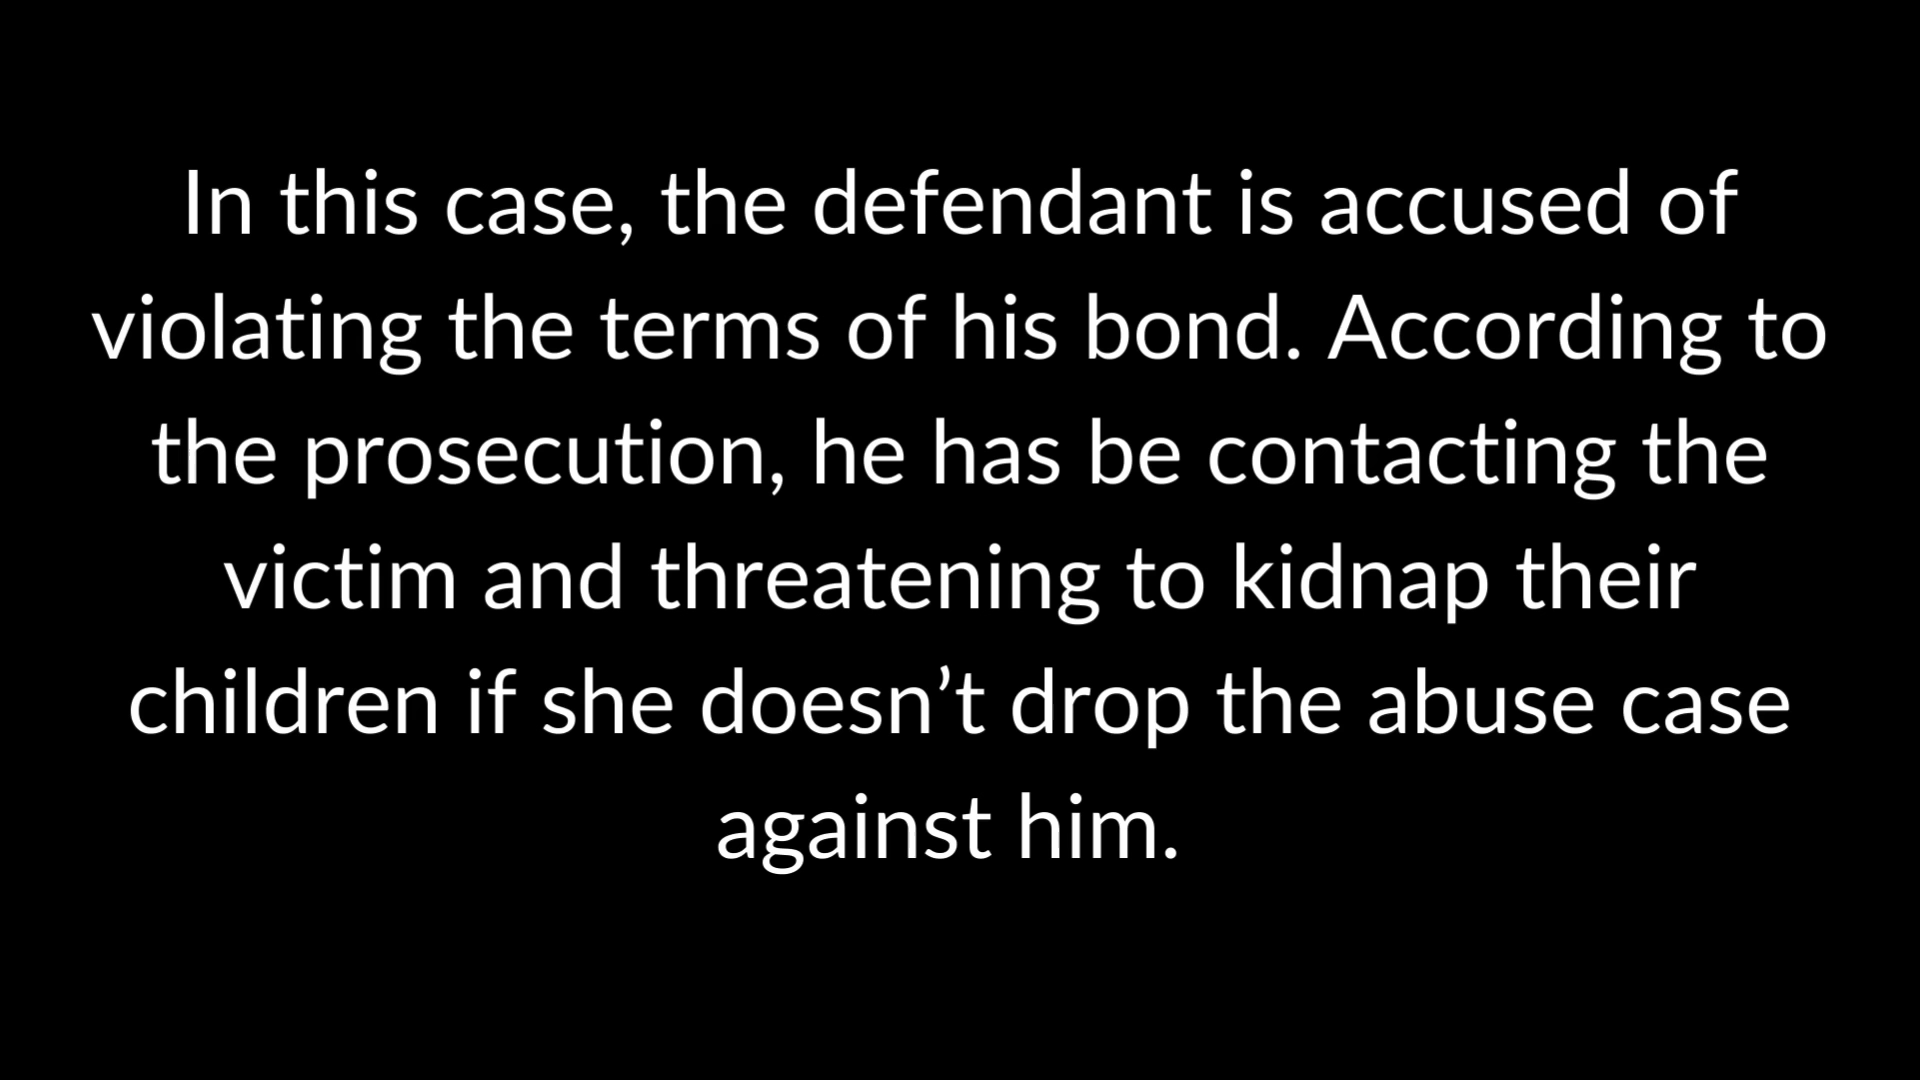 In this case, the defendant is accused of
violating the terms of his bond. According to
the prosecution, he has be contacting the
victim and threatening to kidnap their
children if she doesn’t drop the abuse case
against him.